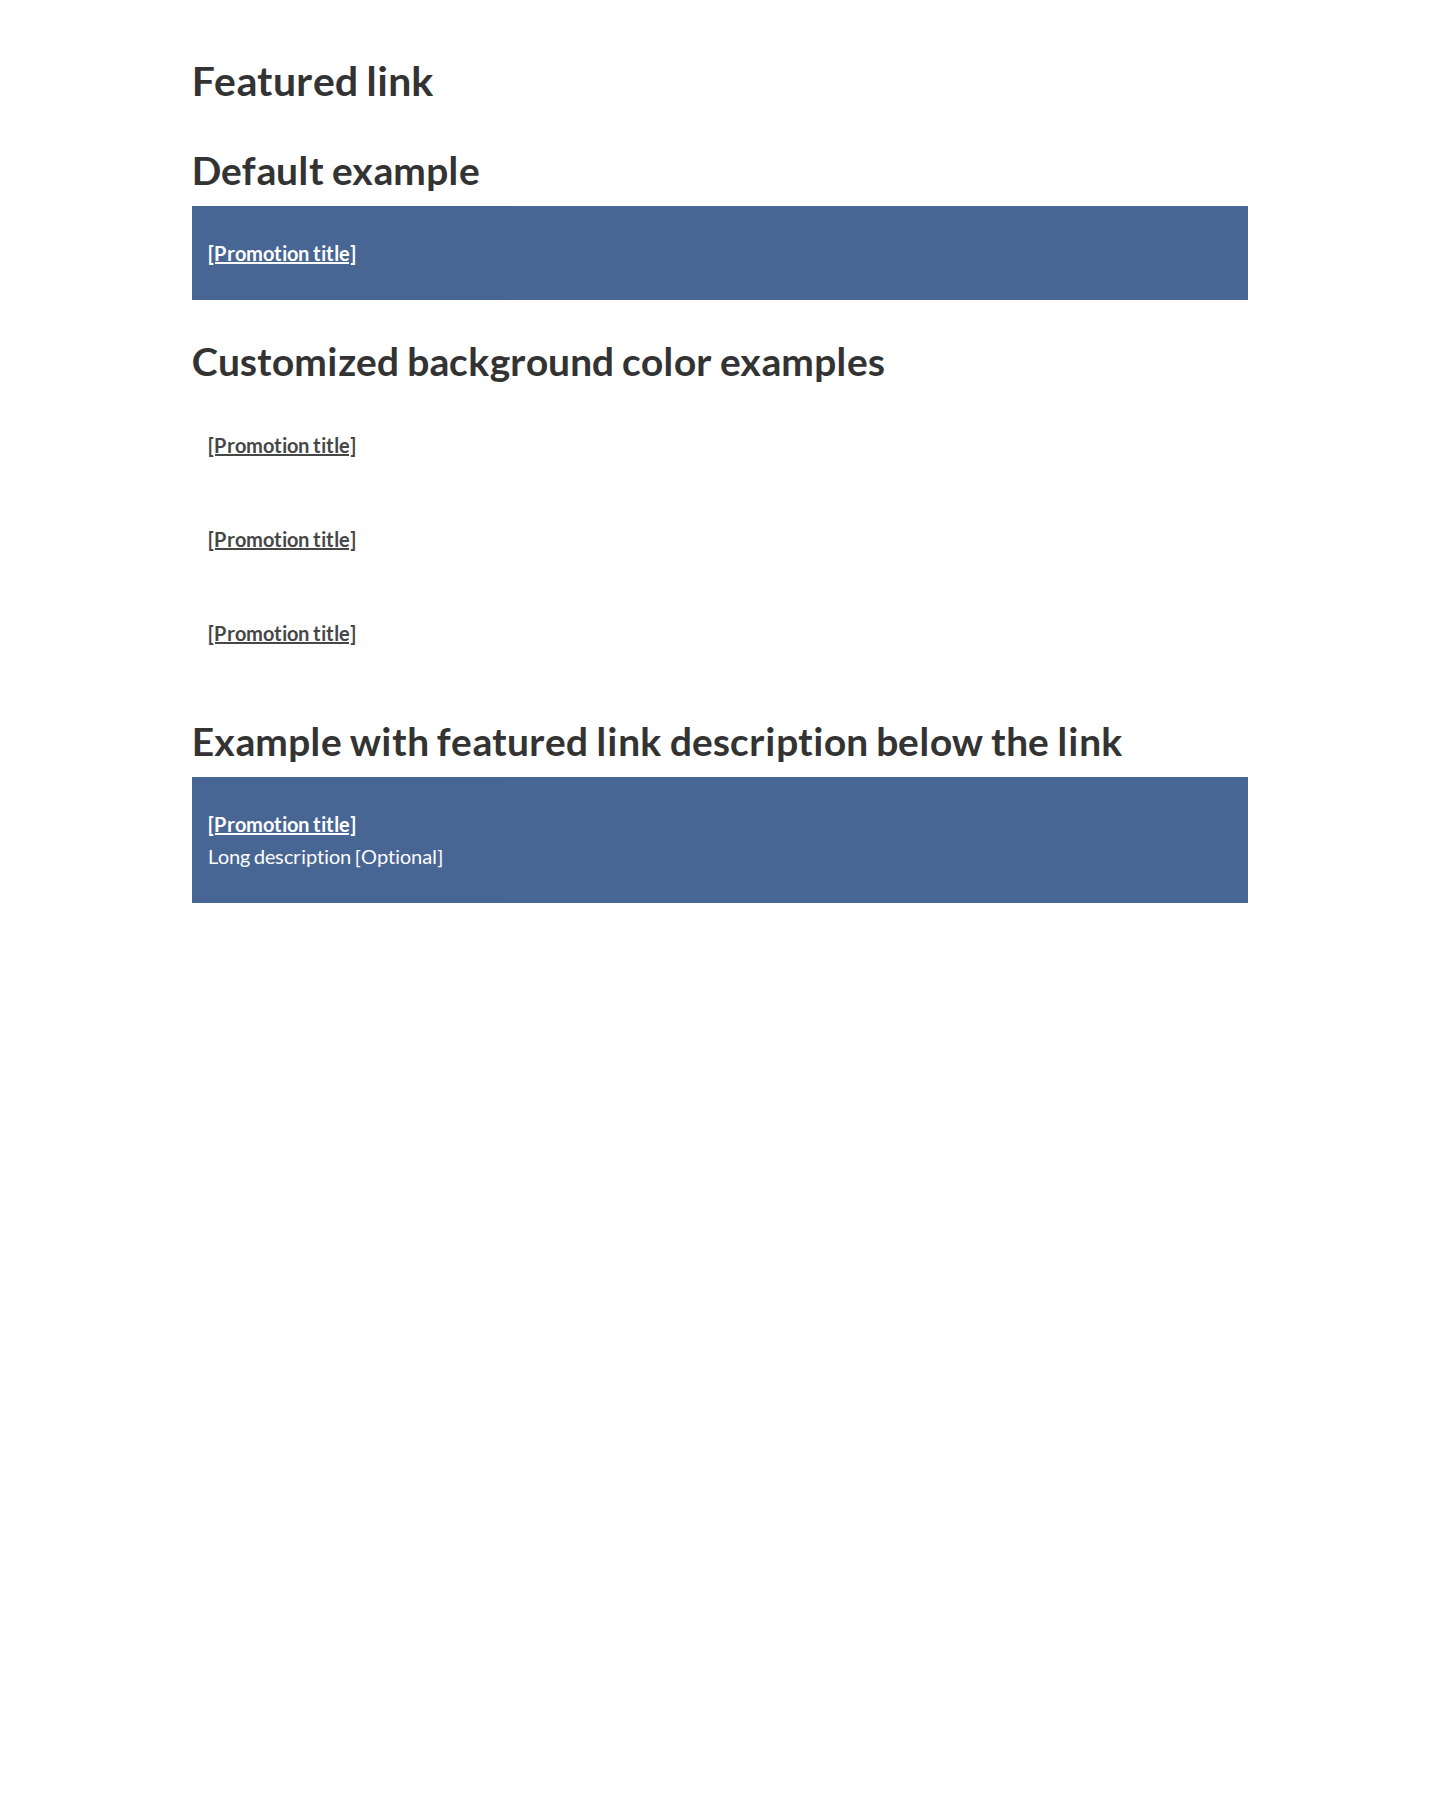 Featured link
Default example
[Promotion title]
Customized background color examples
[Promotion title]
[Promotion title]
[Promotion title]
Example with featured link description below the link
[Promotion title]
Long description [Optional]